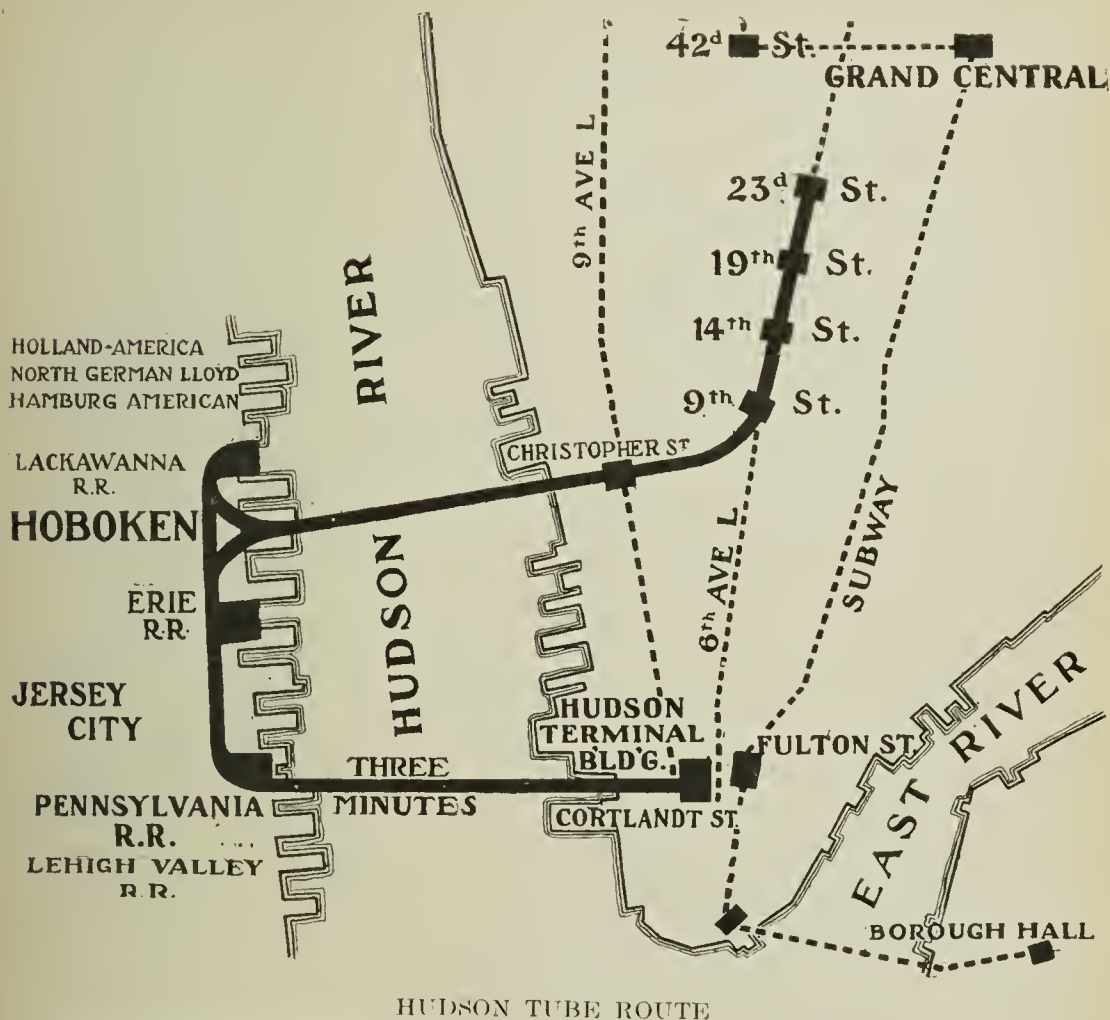 42d St.
GRAND CENTRAL
9th AVE L
23d St.
19th St.
14th St.
9th St.
HUDSON RIVER
HOLLAND-AMERICA
NORTH GERMAN LLOYD
HAMBURG AMERICAN
CHRISTOPHER ST
LACKAWANNA
R.R.
HOBOKEN
SUBWAY
ERIE
R.R.
6th AVE L
JERSEY
CITY
HUDSON
TERMINAL
BLD'G.
FULTON ST.
EAST RIVER
THREE
MINUTES
CORTLANDT ST.
PENNSYLVANIA
R.R.
LEHIGH VALLEY
R.R.
BOROUGH HALL
HUDSON TUBE ROUTE